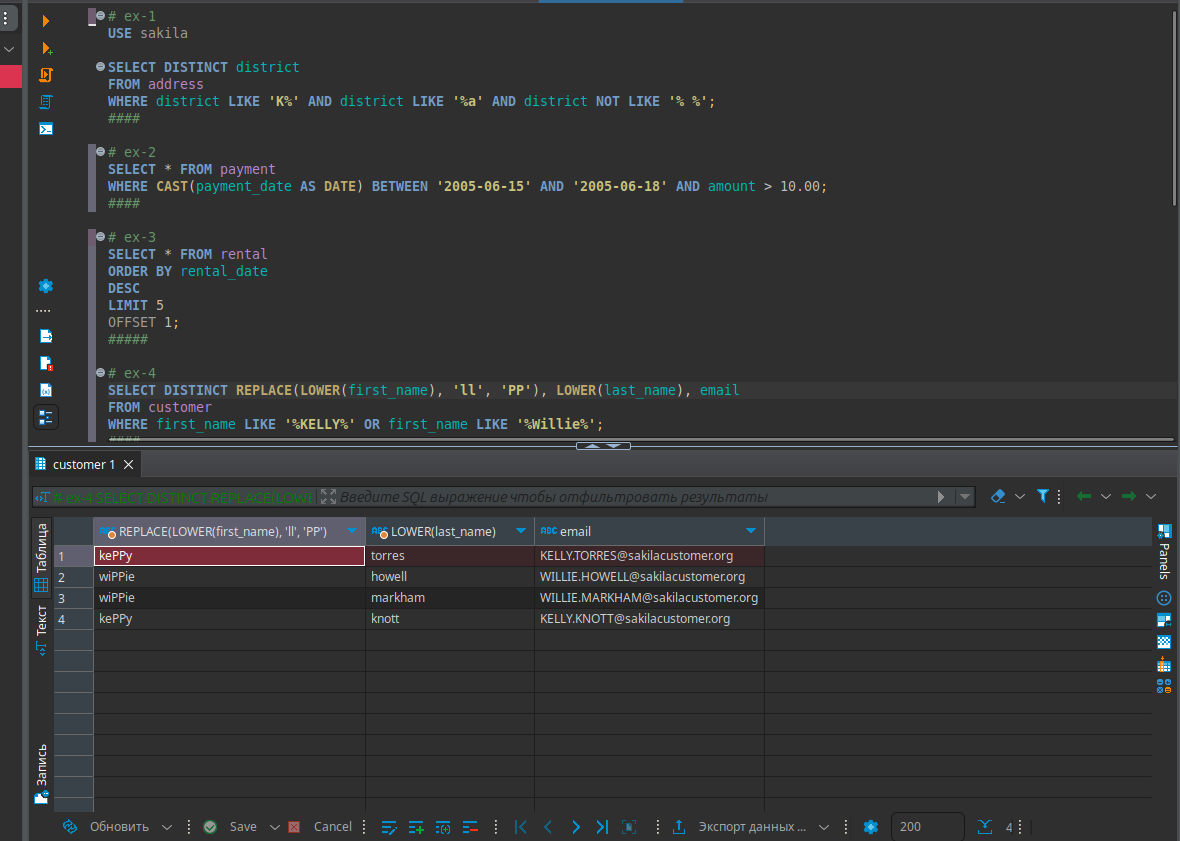 # ex-1
USE sakila
SELECT DISTINCT district
FROM address
WHERE district LIKE 'K%' AND district LIKE '%a' AND district NOT LIKE '% %';
####
# ex-2
SELECT * FROM payment
WHERE CAST(payment_date AS DATE) BETWEEN '2005-06-15' AND '2005-06-18' AND amount > 10.00;
####
# ex-3
SELECT * FROM rental
ORDER BY rental_date
DESC
LIMIT 5
OFFSET 1;
#####
# ex-4
SELECT DISTINCT REPLACE(LOWER(first_name), 'll', 'PP'), LOWER(last_name), email
FROM customer
WHERE first_name LIKE '%KELLY%' OR first_name LIKE '%Willie%';
####
customer 1
# ex-4 SELECT DISTINCT REPLACE(LOW Введите SQL выражение чтобы отфильтровать результаты
Таблица
Текст
Запись
ABC REPLACE(LOWER(first_name), 'll', 'PP') ABC LOWER(last_name) ABC email
1 kePPy torres KELLY.TORRES@sakilacustomer.org
2 wiPPie howell WILLIE.HOWELL@sakilacustomer.org
3 wiPPie markham WILLIE.MARKHAM@sakilacustomer.org
4 kePPy knott KELLY.KNOTT@sakilacustomer.org
Panels
Обновить Save Cancel Экспорт данных ... 200 4